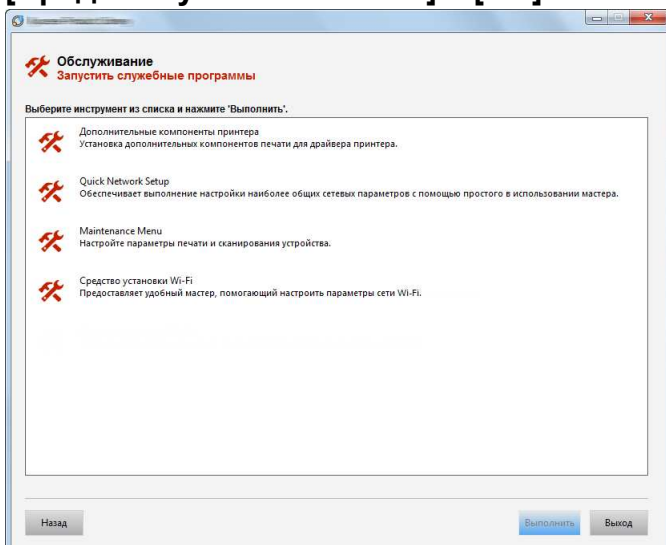 Обслуживание
Запустить служебные программы
Выберите инструмент из списка и нажмите 'Выполнить'.
Дополнительные компоненты принтера
Установка дополнительных компонентов печати для драйвера принтера.
Quick Network Setup
Обеспечивает выполнение настройки наиболее общих сетевых параметров с помощью простого в использовании мастера.
Maintenance Menu
Настройте параметры печати и сканирования устройства.
Средство установки Wi-Fi
Предоставляет удобный мастер, помогающий настроить параметры сети Wi-Fi.
Назад Выполнить Выход